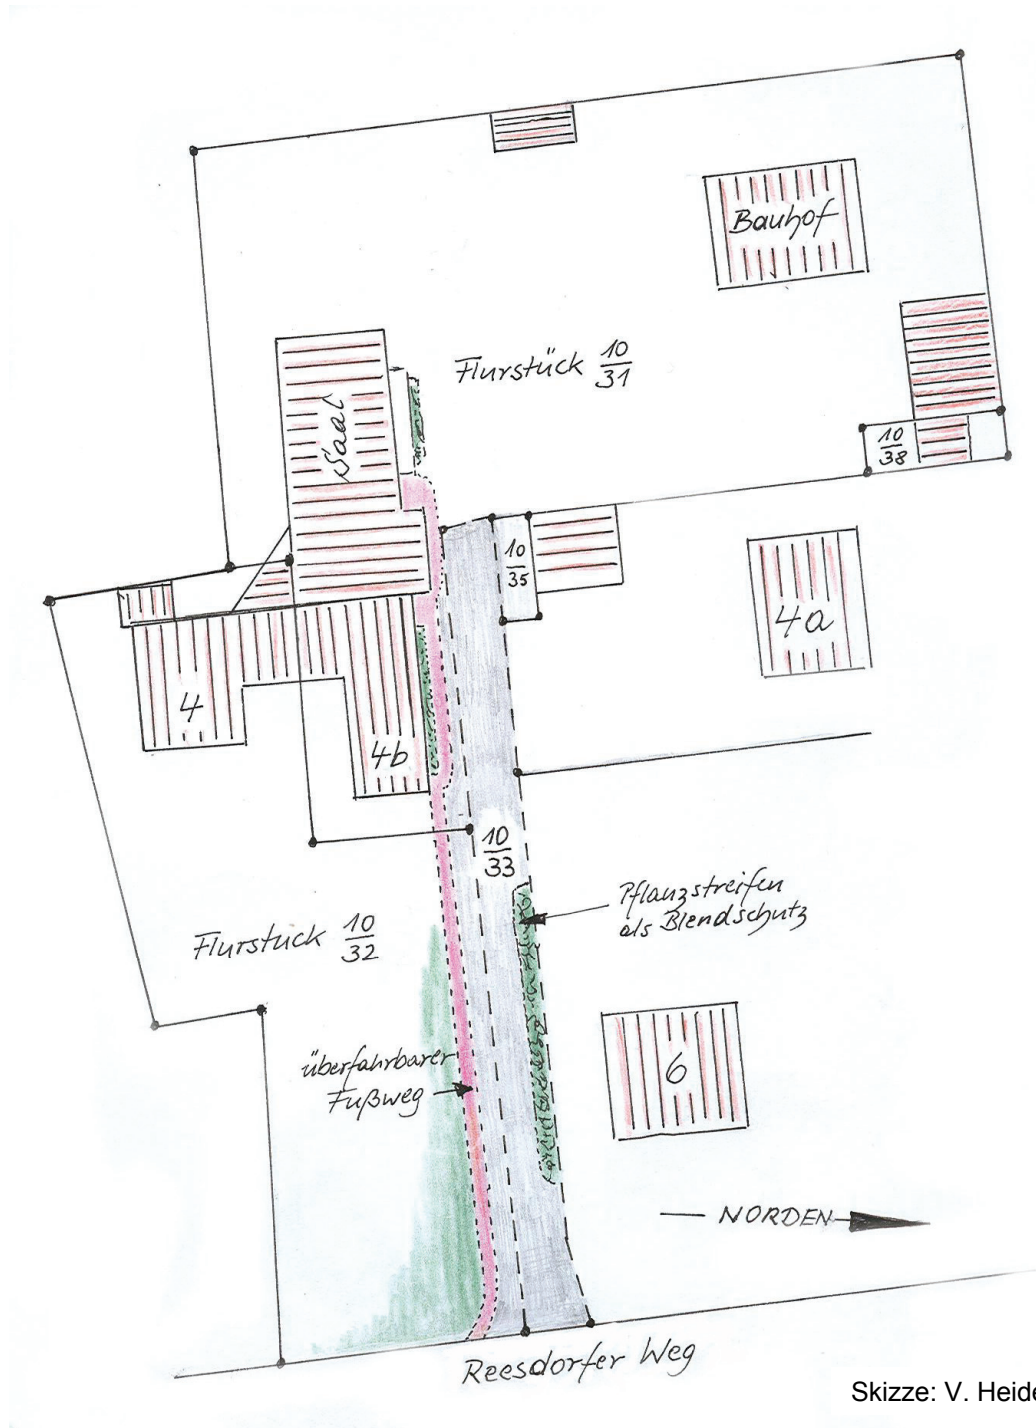 Bauhof
Flurstück 10/31
Saal
10/38
10/35
4a
4
4b
10/33
Pflanzstreifen
als Blendschutz
Flurstück 10/32
überfahrbarer
Fußweg
6
NORDEN
Reesdorfer Weg
Skizze: V. Heide